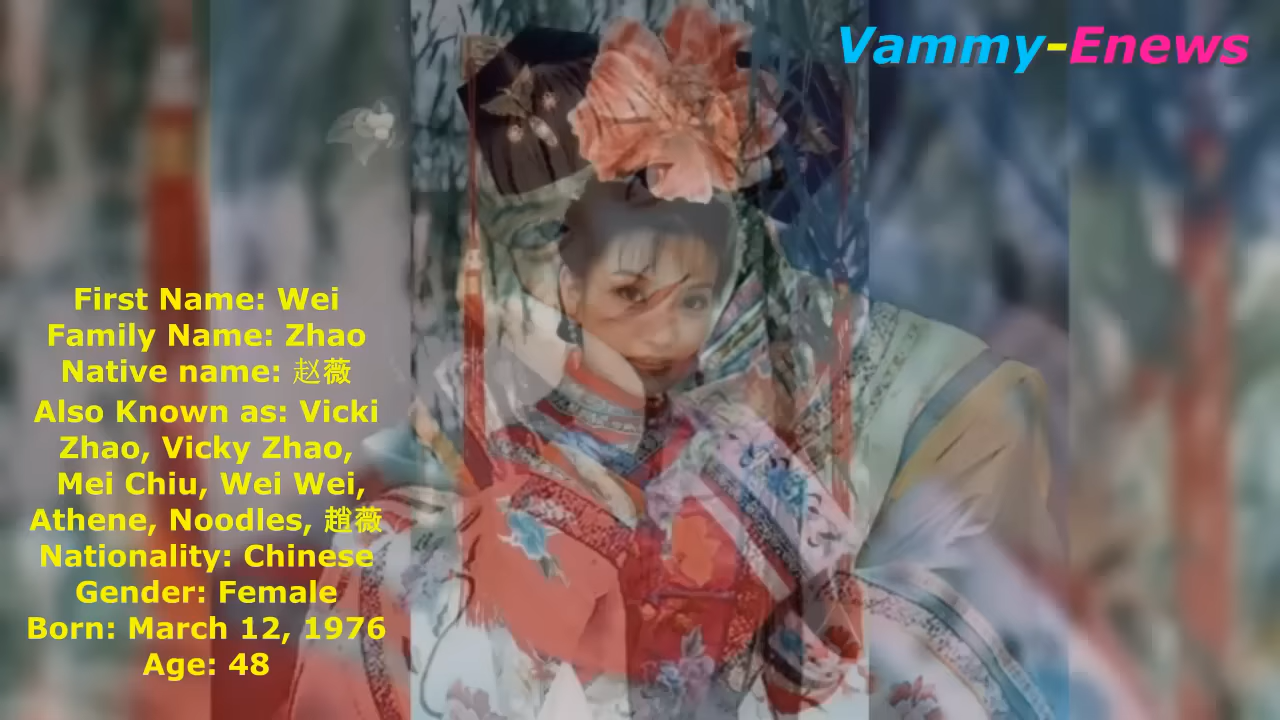 Vammy-Enews
First Name: Wei
Family Name: Zhao
Native name: 赵薇
Also Known as: Vicki
Zhao, Vicky Zhao,
Mei Chiu, Wei Wei,
Athene, Noodles, 趙薇
Nationality: Chinese
Gender: Female
Born: March 12, 1976
Age: 48